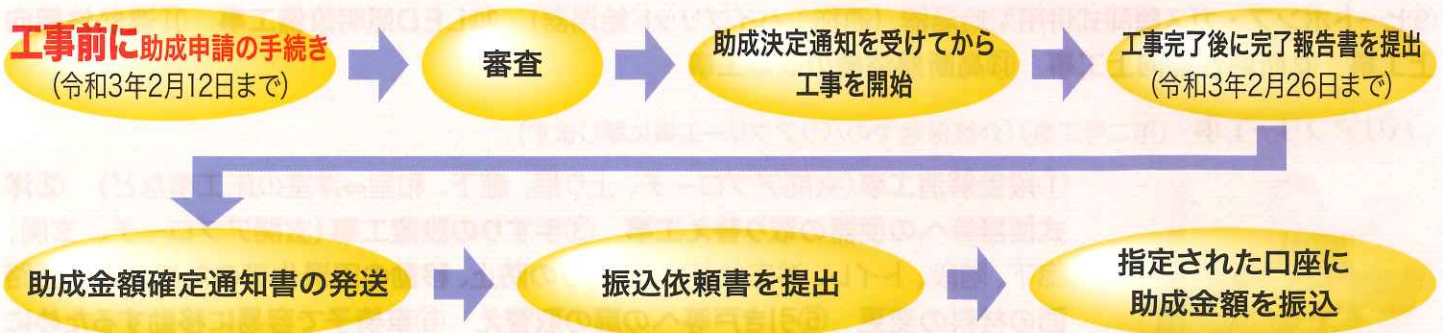 工事前に助成申請の手続き
(令和3年2月12日まで)
審査
助成決定通知を受けてから
工事を開始
工事完了後に完了報告書を提出
(令和3年2月26日まで)
助成金額確定通知書の発送
振込依頼書を提出
指定された口座に
助成金額を振込